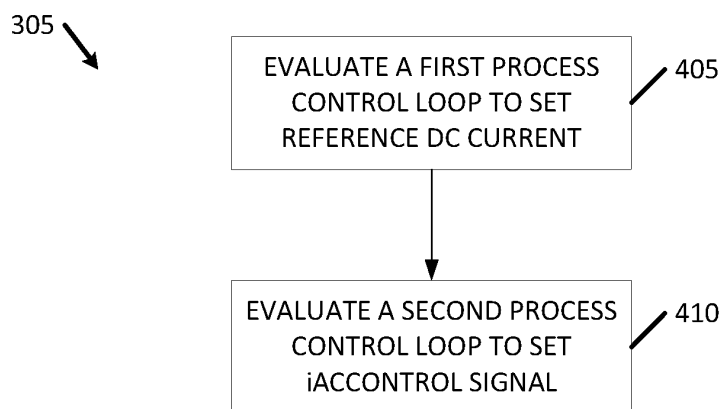 305
EVALUATE A FIRST PROCESS
CONTROL LOOP TO SET
REFERENCE DC CURRENT
405
EVALUATE A SECOND PROCESS
CONTROL LOOP TO SET
iACCONTROL SIGNAL
410